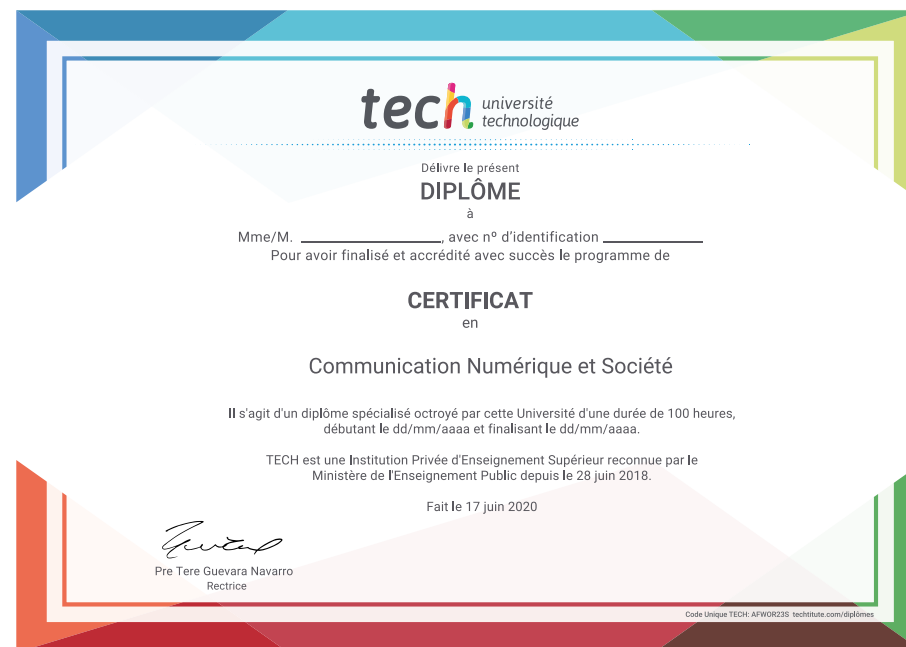 tech université
technologique
Délivre le présent
DIPLÔME
à
Mme/M. ____________________, avec nº d'identification ______________
Pour avoir finalisé et accrédité avec succès le programme de
CERTIFICAT
en
Communication Numérique et Société
Il s'agit d'un diplôme spécialisé octroyé par cette Université d'une durée de 100 heures,
débutant le dd/mm/aaaa et finalisant le dd/mm/aaaa.
TECH est une Institution Privée d'Enseignement Supérieur reconnue par le
Ministère de l'Enseignement Public depuis le 28 juin 2018.
Fait le 17 juin 2020
Pre Tere Guevara Navarro
Rectrice
Code Unique TECH: AFWOR23S techtitute.com/diplômes